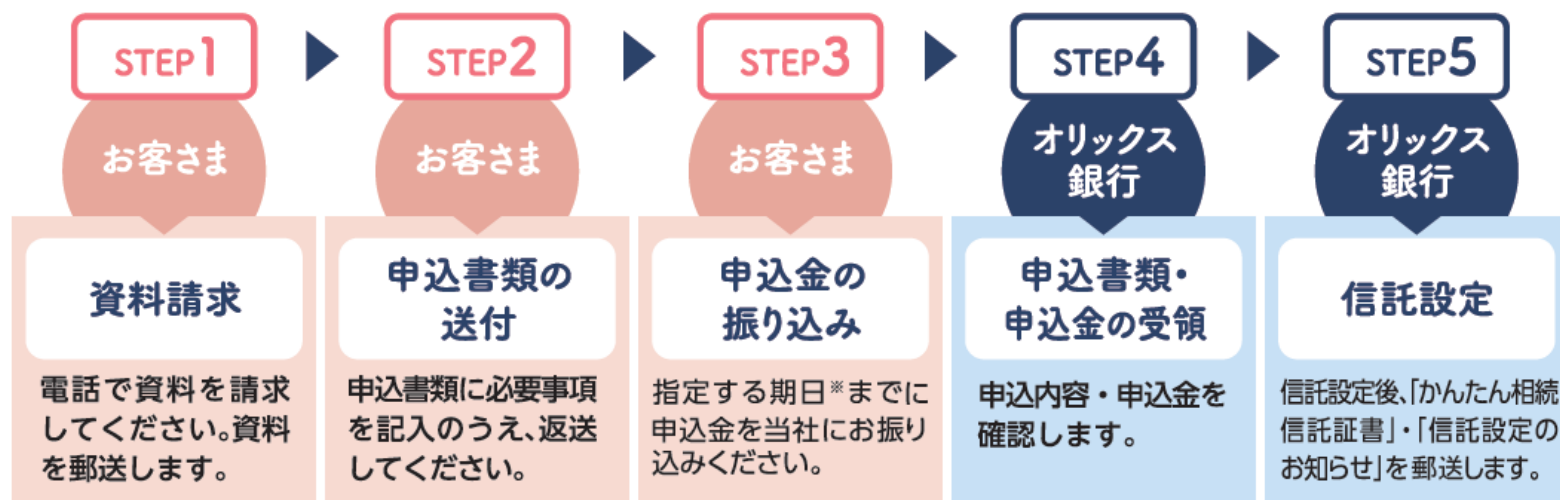 STEP1
お客さま
資料請求
電話で資料を請求
してください。資料
を郵送します。
STEP2
お客さま
申込書類の
送付
申込書類に必要事項
を記入のうえ、返送
してください。
STEP3
お客さま
申込金の
振り込み
指定する期日※までに
申込金を当社にお振り
込みください。
STEP4
オリックス
銀行
申込書類・
申込金の受領
申込内容・申込金を
確認します。
STEP5
オリックス
銀行
信託設定
信託設定後、「かんたん相続
信託証書」・「信託設定の
お知らせ」を郵送します。